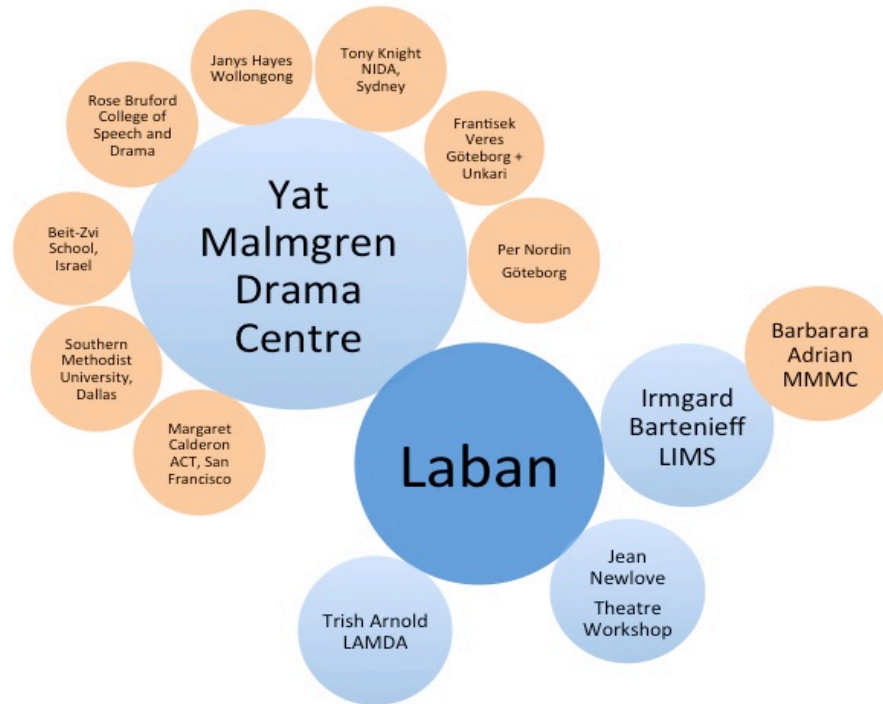 Tony Knight
NIDA,
Sydney
Janys Hayes
Wollongong
Rose Bruford
College of
Speech and
Drama
Frantisek
Veres
Göteborg +
Unkari
Yat
Malmgren
Drama
Centre
Beit-Zvi
School,
Israel
Per Nordin
Göteborg
Southern
Methodist
University,
Dallas
Barbarara
Adrian
MMMC
Irmgard
Bartenieff
LIMS
Margaret
Calderon
ACT, San
Francisco
Laban
Jean
Newlove
Theatre
Workshop
Trish Arnold
LAMDA